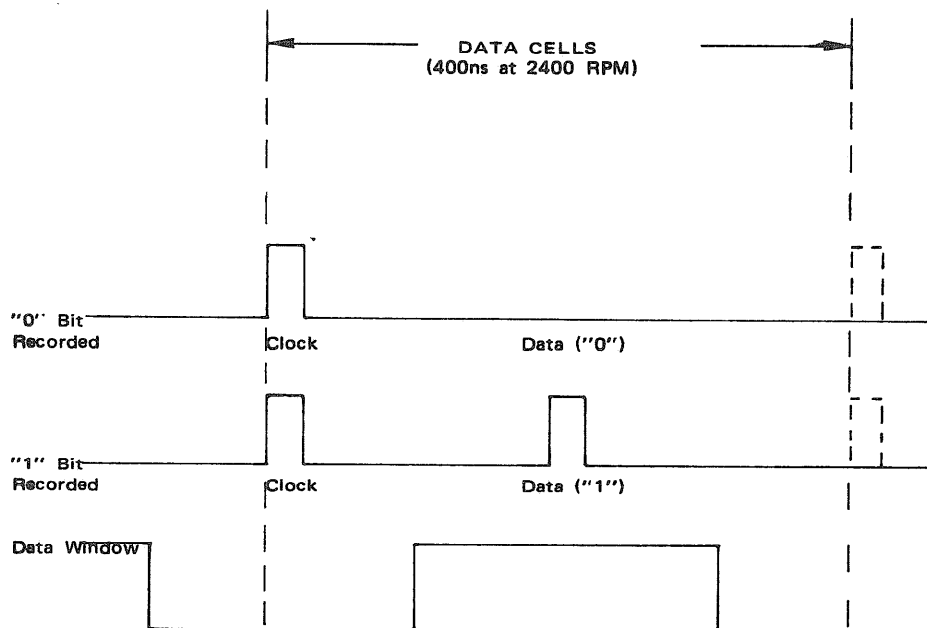 DATA CELLS
(400ns at 2400 RPM)
"0" Bit
Recorded
Clock
Data ("0")
"1" Bit
Recorded
Clock
Data ("1")
Data Window